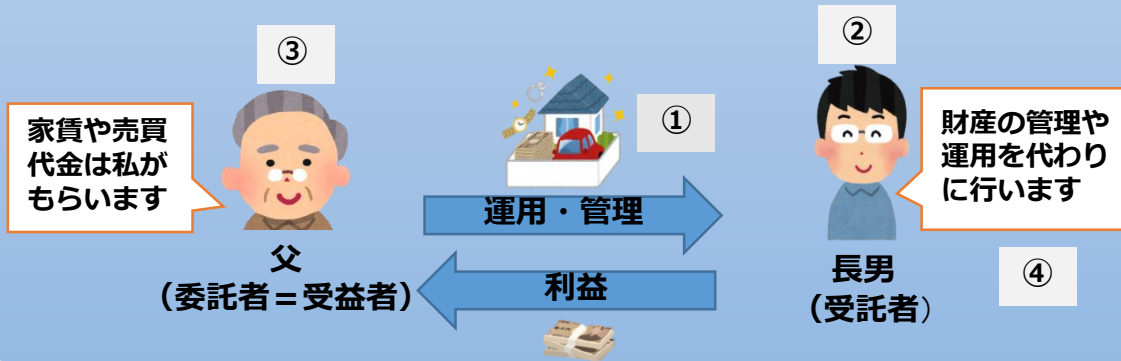 ③
②
①
家賃や売買
代金は私が
もらいます
財産の管理や
運用を代わり
に行います
運用・管理
父
(委託者＝受益者)
利益
長男
(受託者)
④